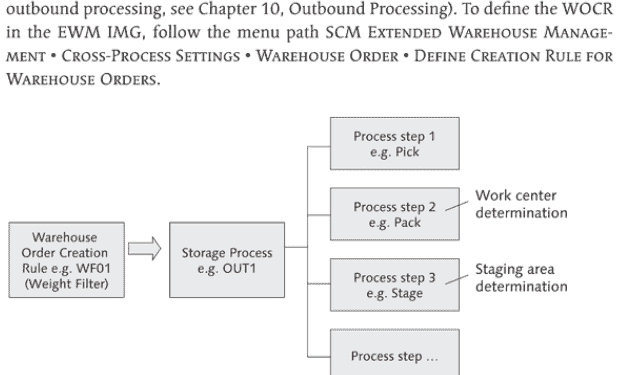 outbound processing, see Chapter 10, Outbound Processing). To define the WOCR
in the EWM IMG, follow the menu path SCM EXTENDED WAREHOUSE MANAGE-
MENT • CROSS-PROCESS SETTINGS • WAREHOUSE ORDER • DEFINE CREATION RULE FOR
WAREHOUSE ORDERS.
Process step 1
e.g. Pick
Process step 2
e.g. Pack
Work center
determination
Warehouse
Order Creation
Rule e.g. WF01
(Weight Filter)
Storage Process
e.g. OUT1
Process step 3
e.g. Stage
Staging area
determination
Process step ...